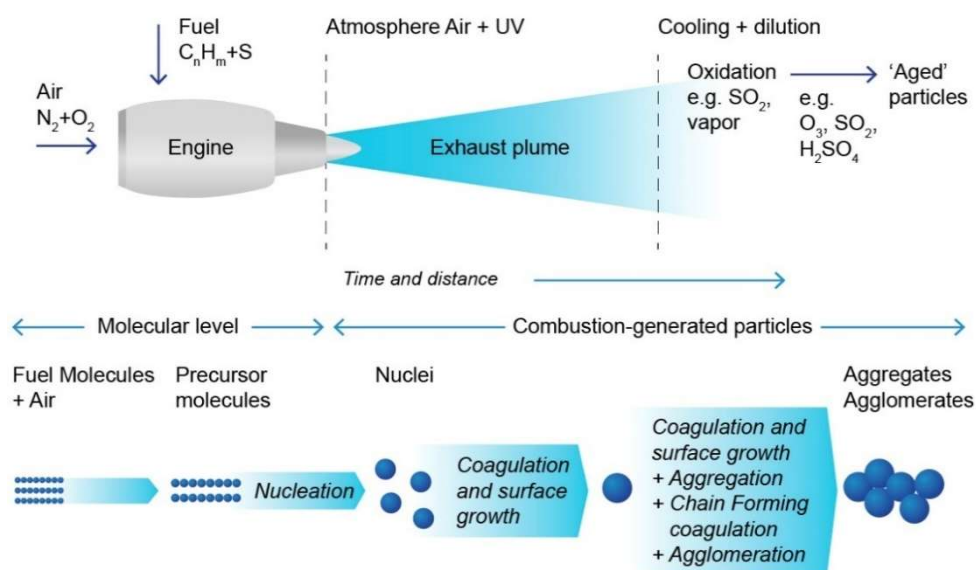 Fuel
CₙHₘ+S
Atmosphere Air + UV
Cooling + dilution
Air
N₂+O₂
Engine
Exhaust plume
Oxidation
e.g. SO₂,
vapor
e.g.
O₃, SO₂,
H₂SO₄
‘Aged’
particles
Time and distance
Molecular level
Combustion-generated particles
Fuel Molecules
+ Air
Precursor
molecules
Nucleation
Nuclei
Coagulation
and surface
growth
Coagulation and
surface growth
+ Aggregation
+ Chain Forming
coagulation
+ Agglomeration
Aggregates
Agglomerates